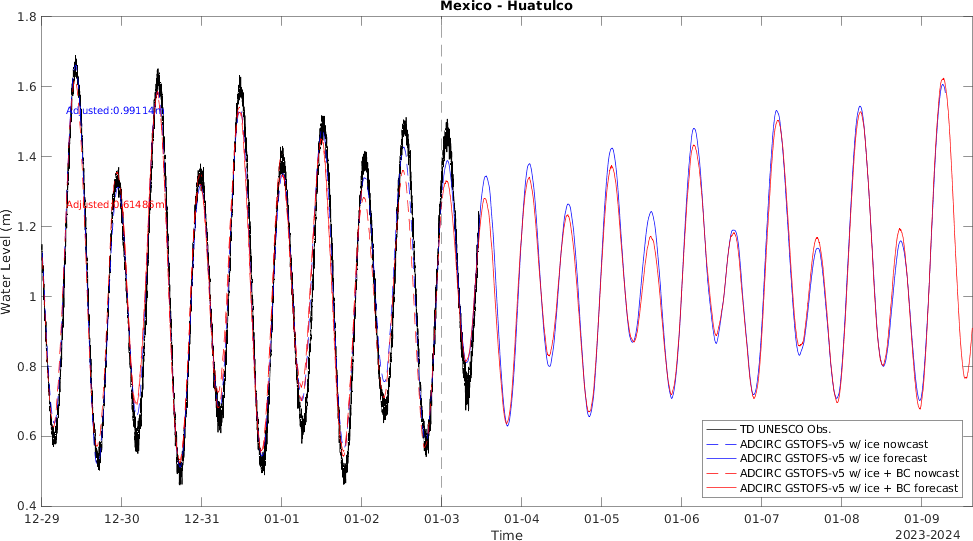 Mexico - Huatulco
1.8
1.6
1.4
1.2
1
0.8
0.6
0.4
Water Level (m)
Adjusted:0.99114m
Adjusted:0.61486m
TD UNESCO Obs.
ADCIRC GSTOFS-v5 w/ ice nowcast
ADCIRC GSTOFS-v5 w/ ice forecast
ADCIRC GSTOFS-v5 w/ ice + BC nowcast
ADCIRC GSTOFS-v5 w/ ice + BC forecast
12-29
12-30
12-31
01-01
01-02
01-03
01-04
01-05
01-06
01-07
01-08
01-09
Time
2023-2024